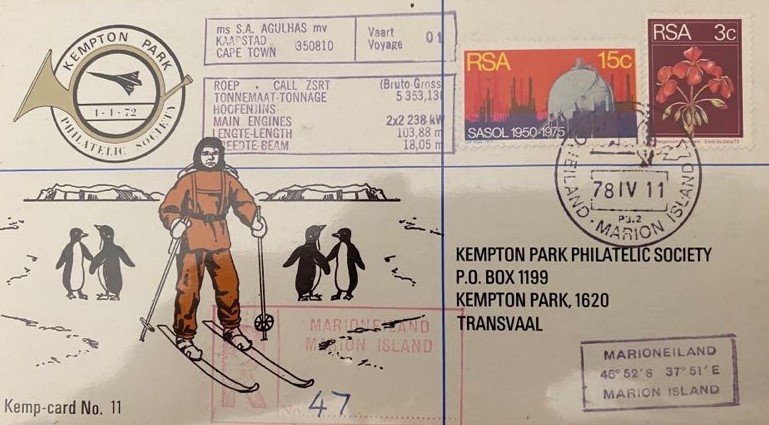 KEMPTON PARK
1-1-72
PHILATELIC SOCIETY
ms S.A. AGULHAS mv
KAAPSTAD 350810
CAPE TOWN
Vaart
Voyage 01
ROEP - CALL ZSRT (Bruto-Gross
TONNEMAAT-TONNAGE 5 353,13
HOOFENJINS
MAIN ENGINES 2x2 238 kW
LENGTE-LENGTH 103,88 m
BREEDTE-BEAM 18,05 m
RSA 15c
SASOL 1950-1975
RSA 3c
MARION ISLAND
78 IV 11
KEMPTON PARK PHILATELIC SOCIETY
P.O. BOX 1199
KEMPTON PARK, 1620
TRANSVAAL
MARIONEILAND
MARION ISLAND
R
No. 47
MARIONEILAND
46° 52'S 37° 51'E
MARION ISLAND
Kemp-card No. 11